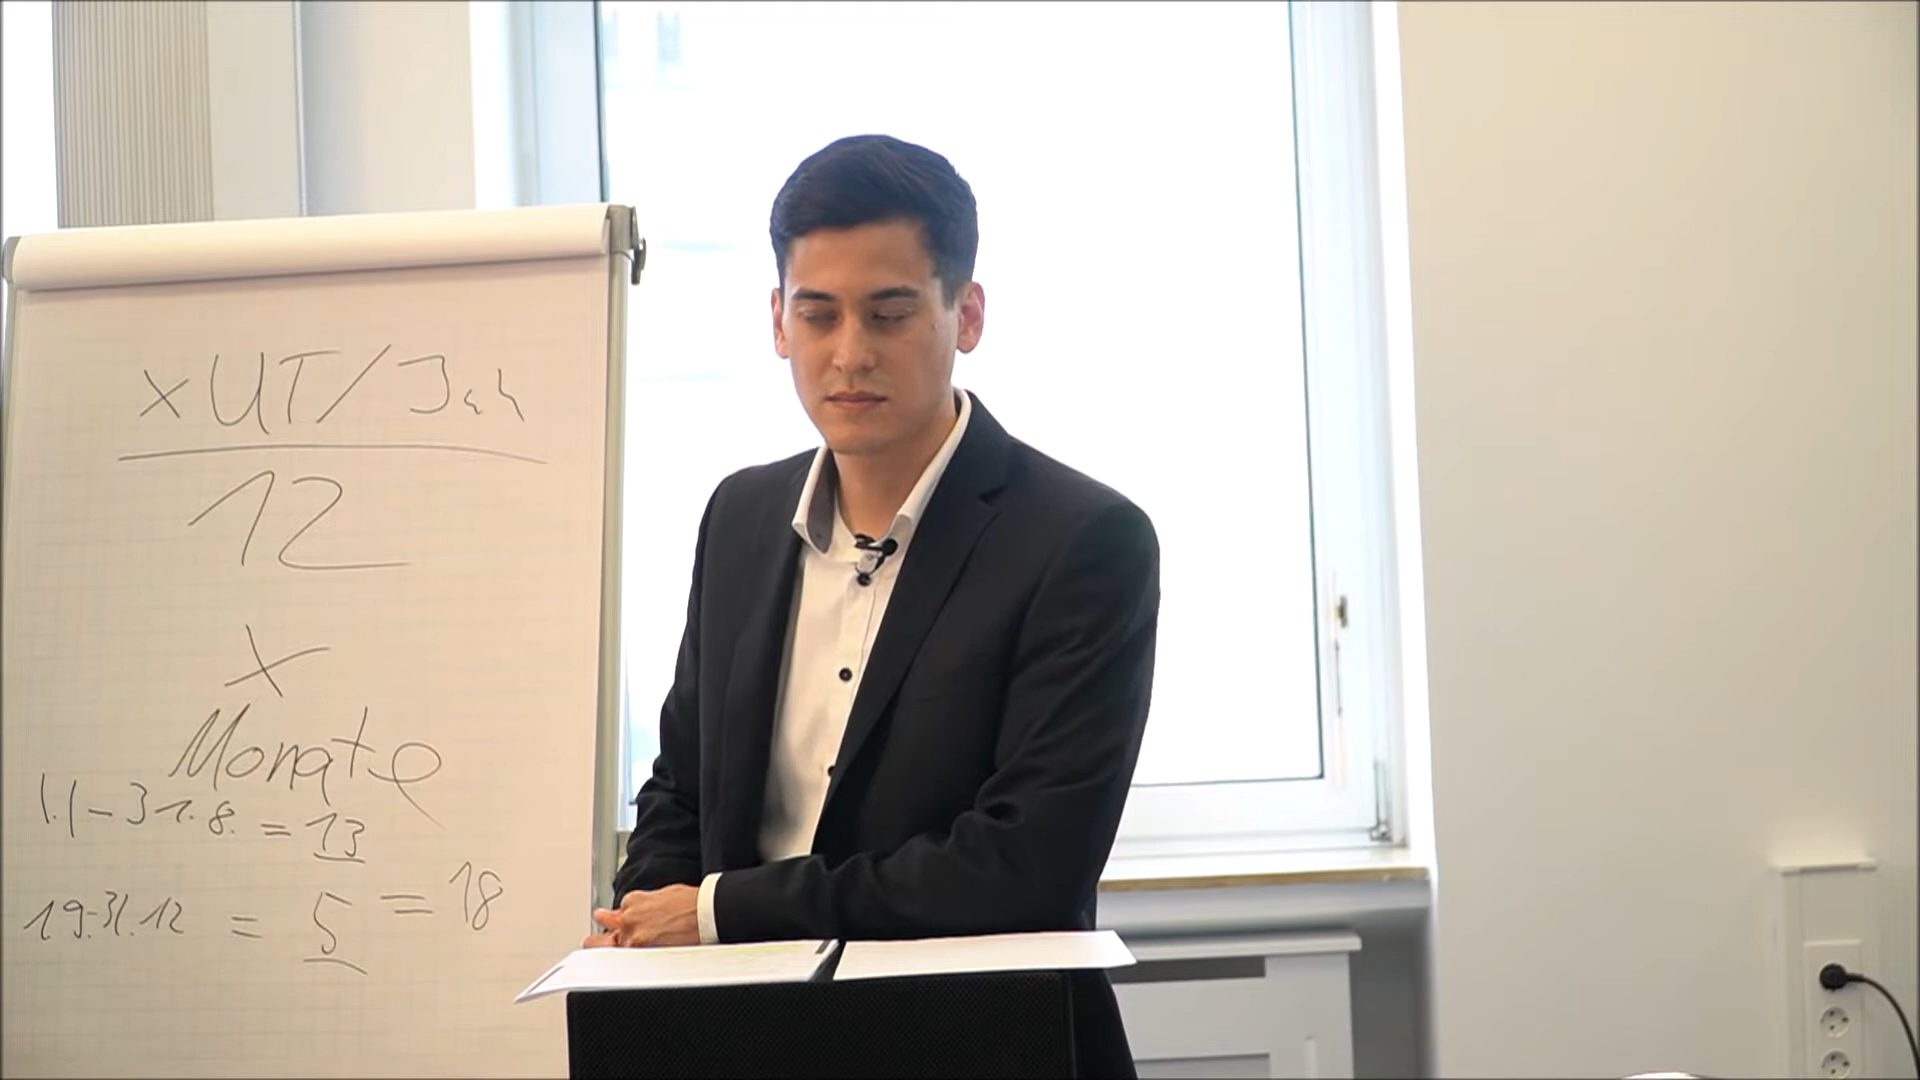 x UT/Jah
12
x
Monate
1.1 - 31.8. = 13
1.9-31.12 = 5 = 18